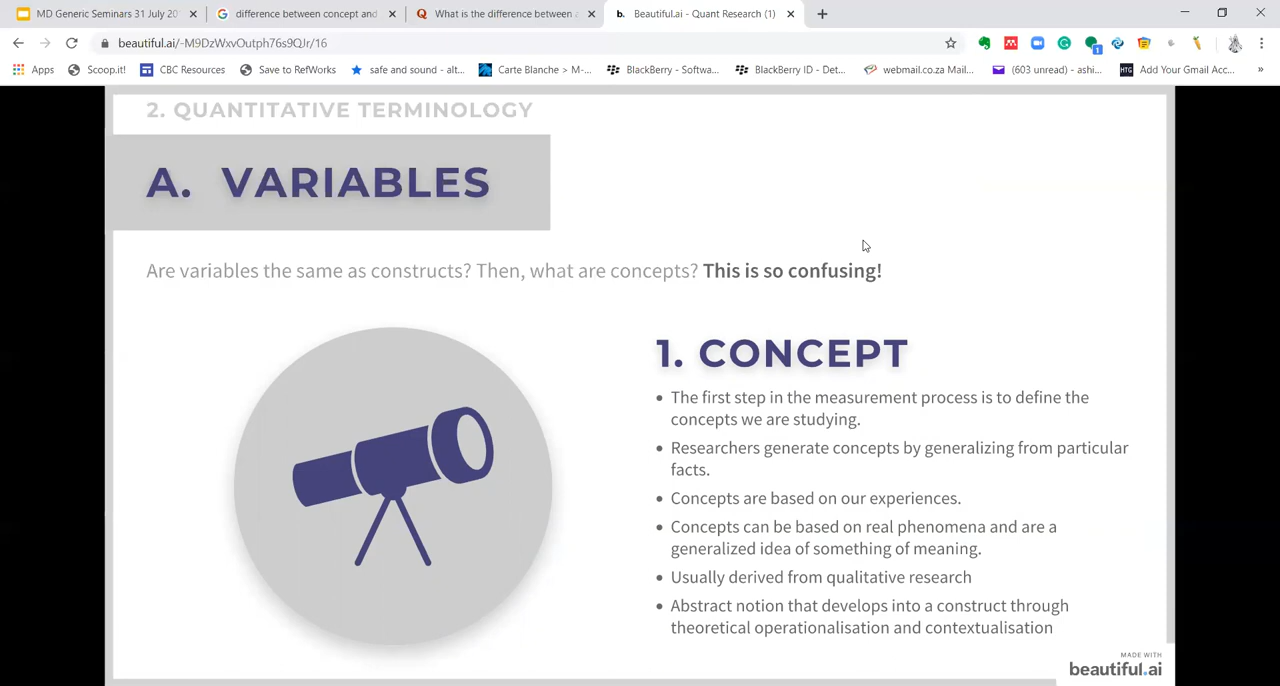 MD Generic Seminars 31 July 20
difference between concept and
What is the difference between a
Beautiful.ai - Quant Research (1)
beautiful.ai/-M9DzWxvOutph76s9QJr/16
Apps
Scoop.it!
CBC Resources
Save to RefWorks
safe and sound - alt...
Carte Blanche > M-...
BlackBerry - Softwa...
BlackBerry ID - Det...
webmail.co.za Mail...
(603 unread) - ashi...
Add Your Gmail Acc...
2. QUANTITATIVE TERMINOLOGY
A. VARIABLES
Are variables the same as constructs? Then, what are concepts? This is so confusing!
1. CONCEPT
• The first step in the measurement process is to define the
concepts we are studying.
• Researchers generate concepts by generalizing from particular
facts.
• Concepts are based on our experiences.
• Concepts can be based on real phenomena and are a
generalized idea of something of meaning.
• Usually derived from qualitative research
• Abstract notion that develops into a construct through
theoretical operationalisation and contextualisation
MADE WITH
beautiful.ai